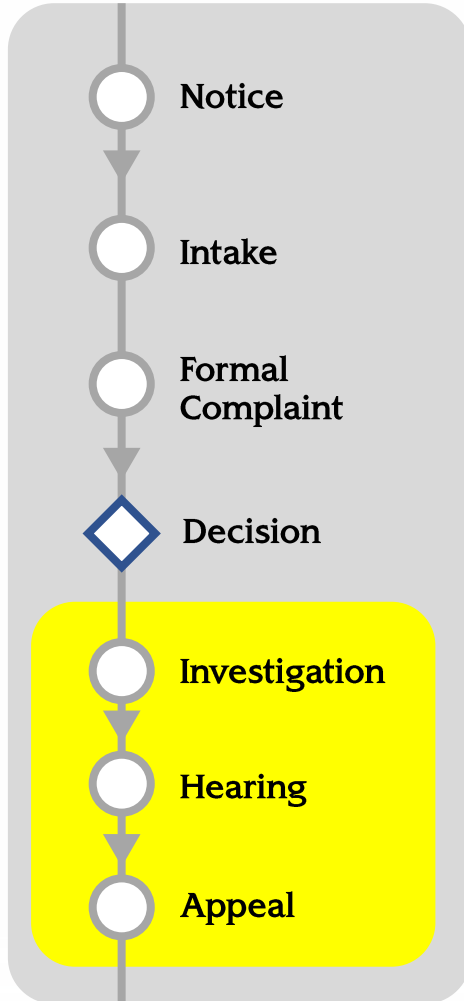 Notice
Intake
Formal
Complaint
Decision
Investigation
Hearing
Appeal